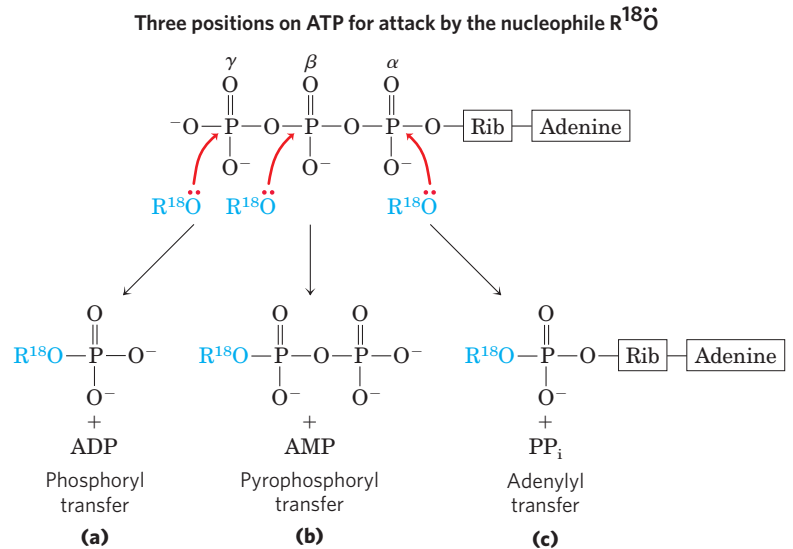 Three positions on ATP for attack by the nucleophile R¹⁸Ö
γ β α
O O O
⁻O—P—O—P—O—P—O—Rib—Adenine
O⁻ O⁻ O⁻
R¹⁸Ö R¹⁸Ö R¹⁸Ö
O O O O
R¹⁸O—P—O⁻ R¹⁸O—P—O—P—O⁻ R¹⁸O—P—O—Rib—Adenine
O⁻ O⁻ O⁻ O⁻
+ + +
ADP AMP PPᵢ
Phosphoryl Pyrophosphoryl Adenylyl
transfer transfer transfer
(a) (b) (c)